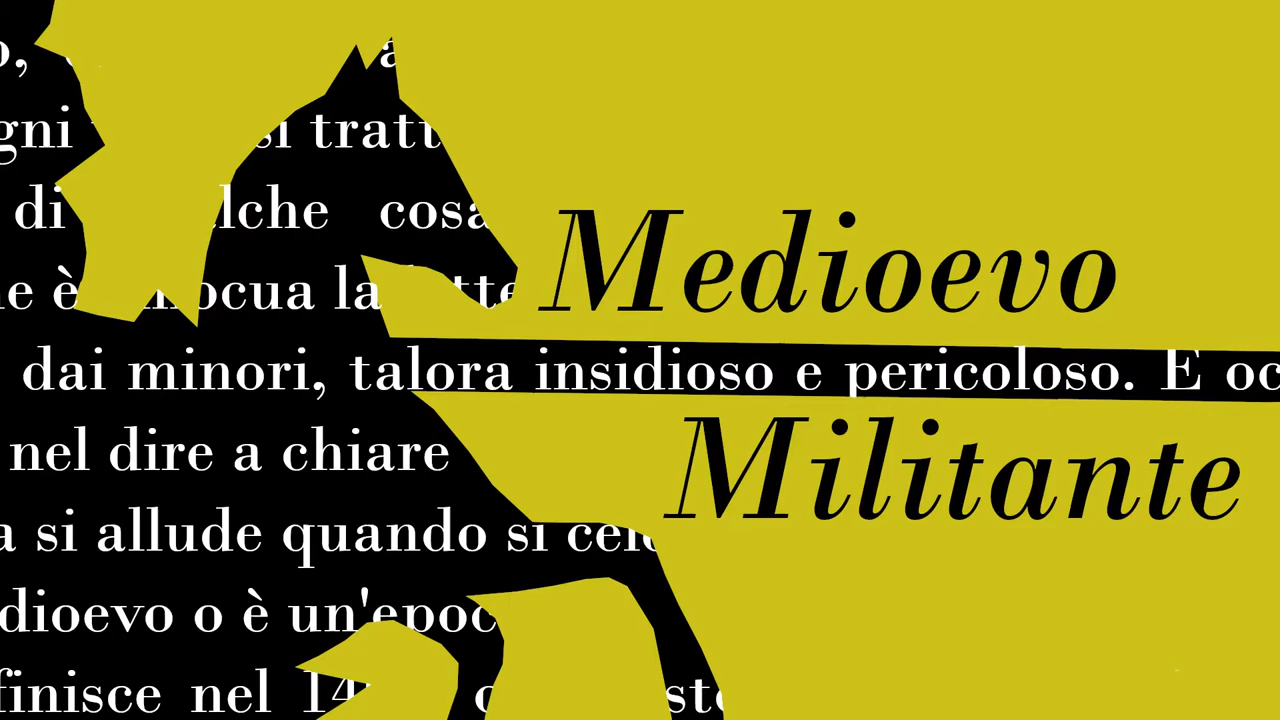 gni si tratt
di lche cosa
è ocua la
Medioevo
dai minori, talora insidioso e pericoloso. E oc
nel dire a chiare
Militante
a si allude quando si cel
dioevo o è un'epoc
finisce nel 14